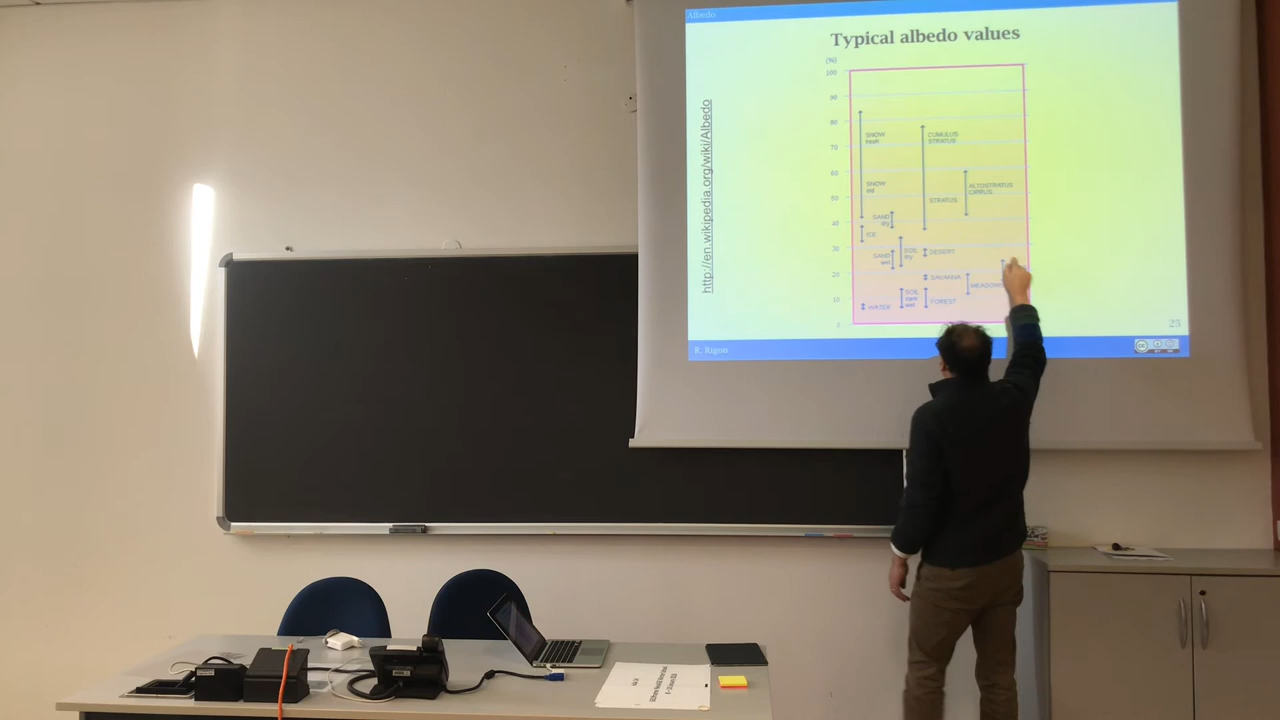 Albedo
Typical albedo values
http://en.wikipedia.org/wiki/Albedo
(%)
100
90
80
70
60
50
40
30
20
10
SNOW
fresh
CUMULUS
STRATUS
SNOW
old
ALTOSTRATUS
CIRRUS
STRATUS
SAND
dry
ICE
SOIL
dry
DESERT
SAND
wet
SAVANNA
MEADOWS
SOIL
dark
wet
FOREST
WATER
R. Rigon
25